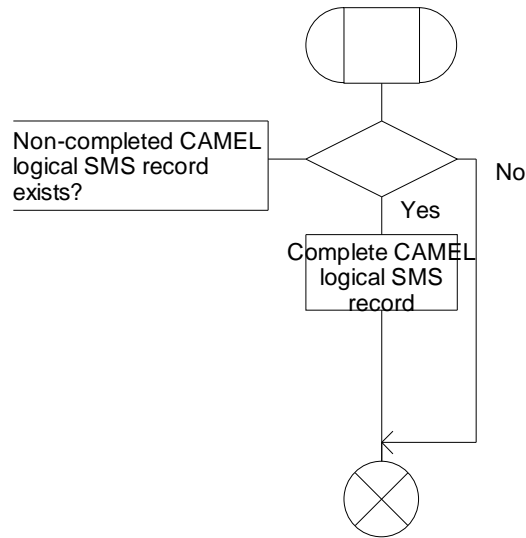 Non-completed CAMEL
logical SMS record
exists?
No
Yes
Complete CAMEL
logical SMS
record